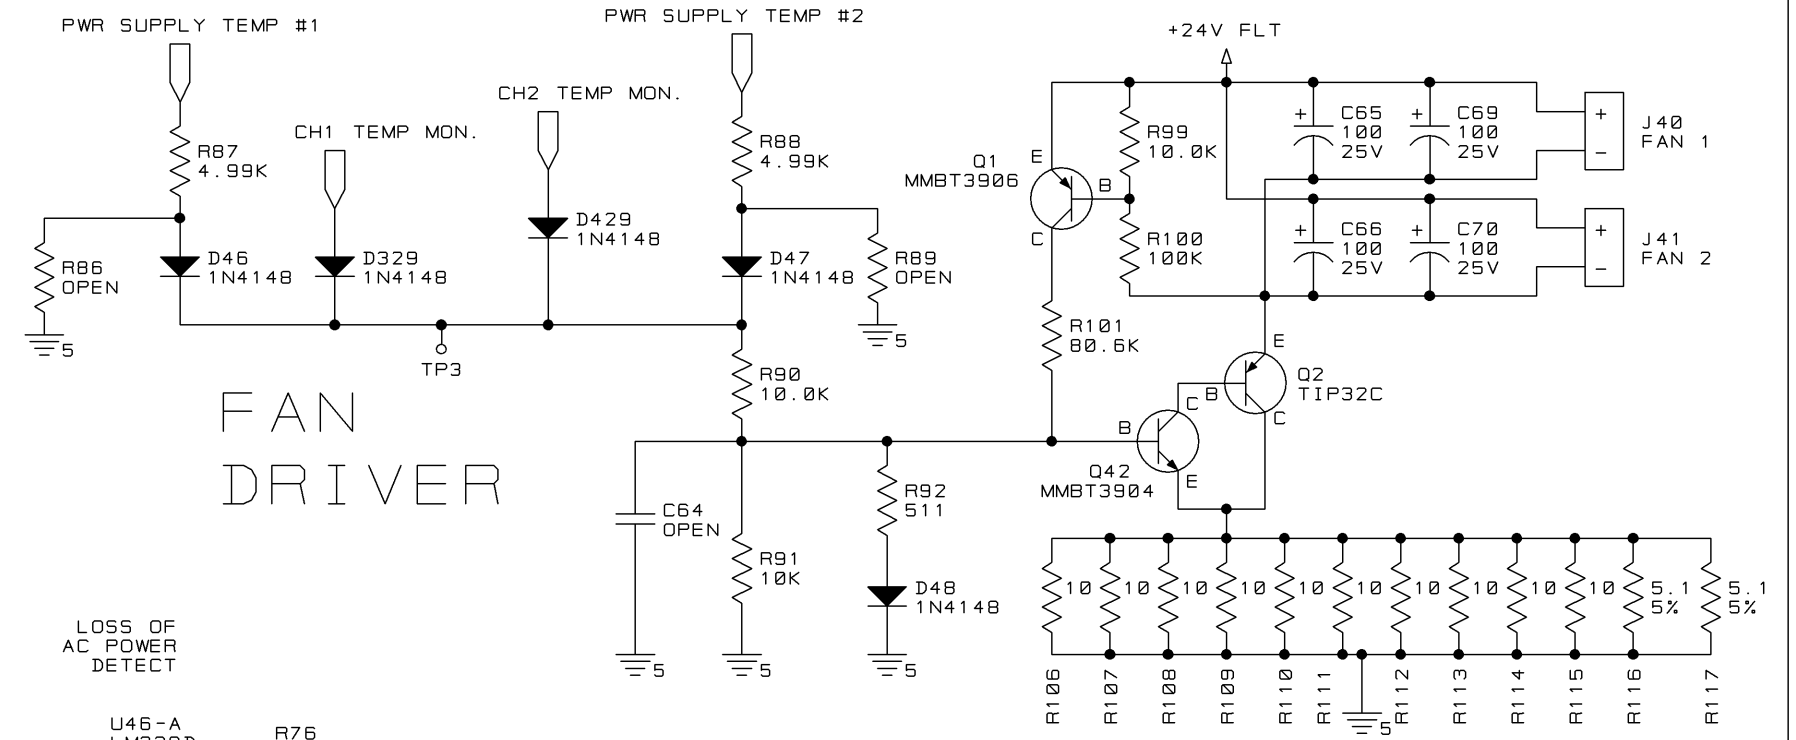 PWR SUPPLY TEMP #1
PWR SUPPLY TEMP #2
CH1 TEMP MON.
CH2 TEMP MON.
+24V FLT
R87
4.99K
R88
4.99K
R86
OPEN
5
D46
1N4148
D329
1N4148
D429
1N4148
D47
1N4148
R89
OPEN
5
TP3
R90
10.0K
FAN
DRIVER
C64
OPEN
5
R91
10K
5
R92
511
D48
1N4148
5
Q1
MMBT3906
E
B
C
R99
10.0K
R100
100K
R101
80.6K
+
C65
100
25V
+
C69
100
25V
+
-
J40
FAN 1
+
C66
100
25V
+
C70
100
25V
+
-
J41
FAN 2
E
B
C
Q2
TIP32C
B
C
E
Q42
MMBT3904
10
10
10
10
10
10
10
10
10
10
5.1
5%
5.1
5%
R106
R107
R108
R109
R110
R111
5
R112
R113
R114
R115
R116
R117
LOSS OF
AC POWER
DETECT
U46-A
R76